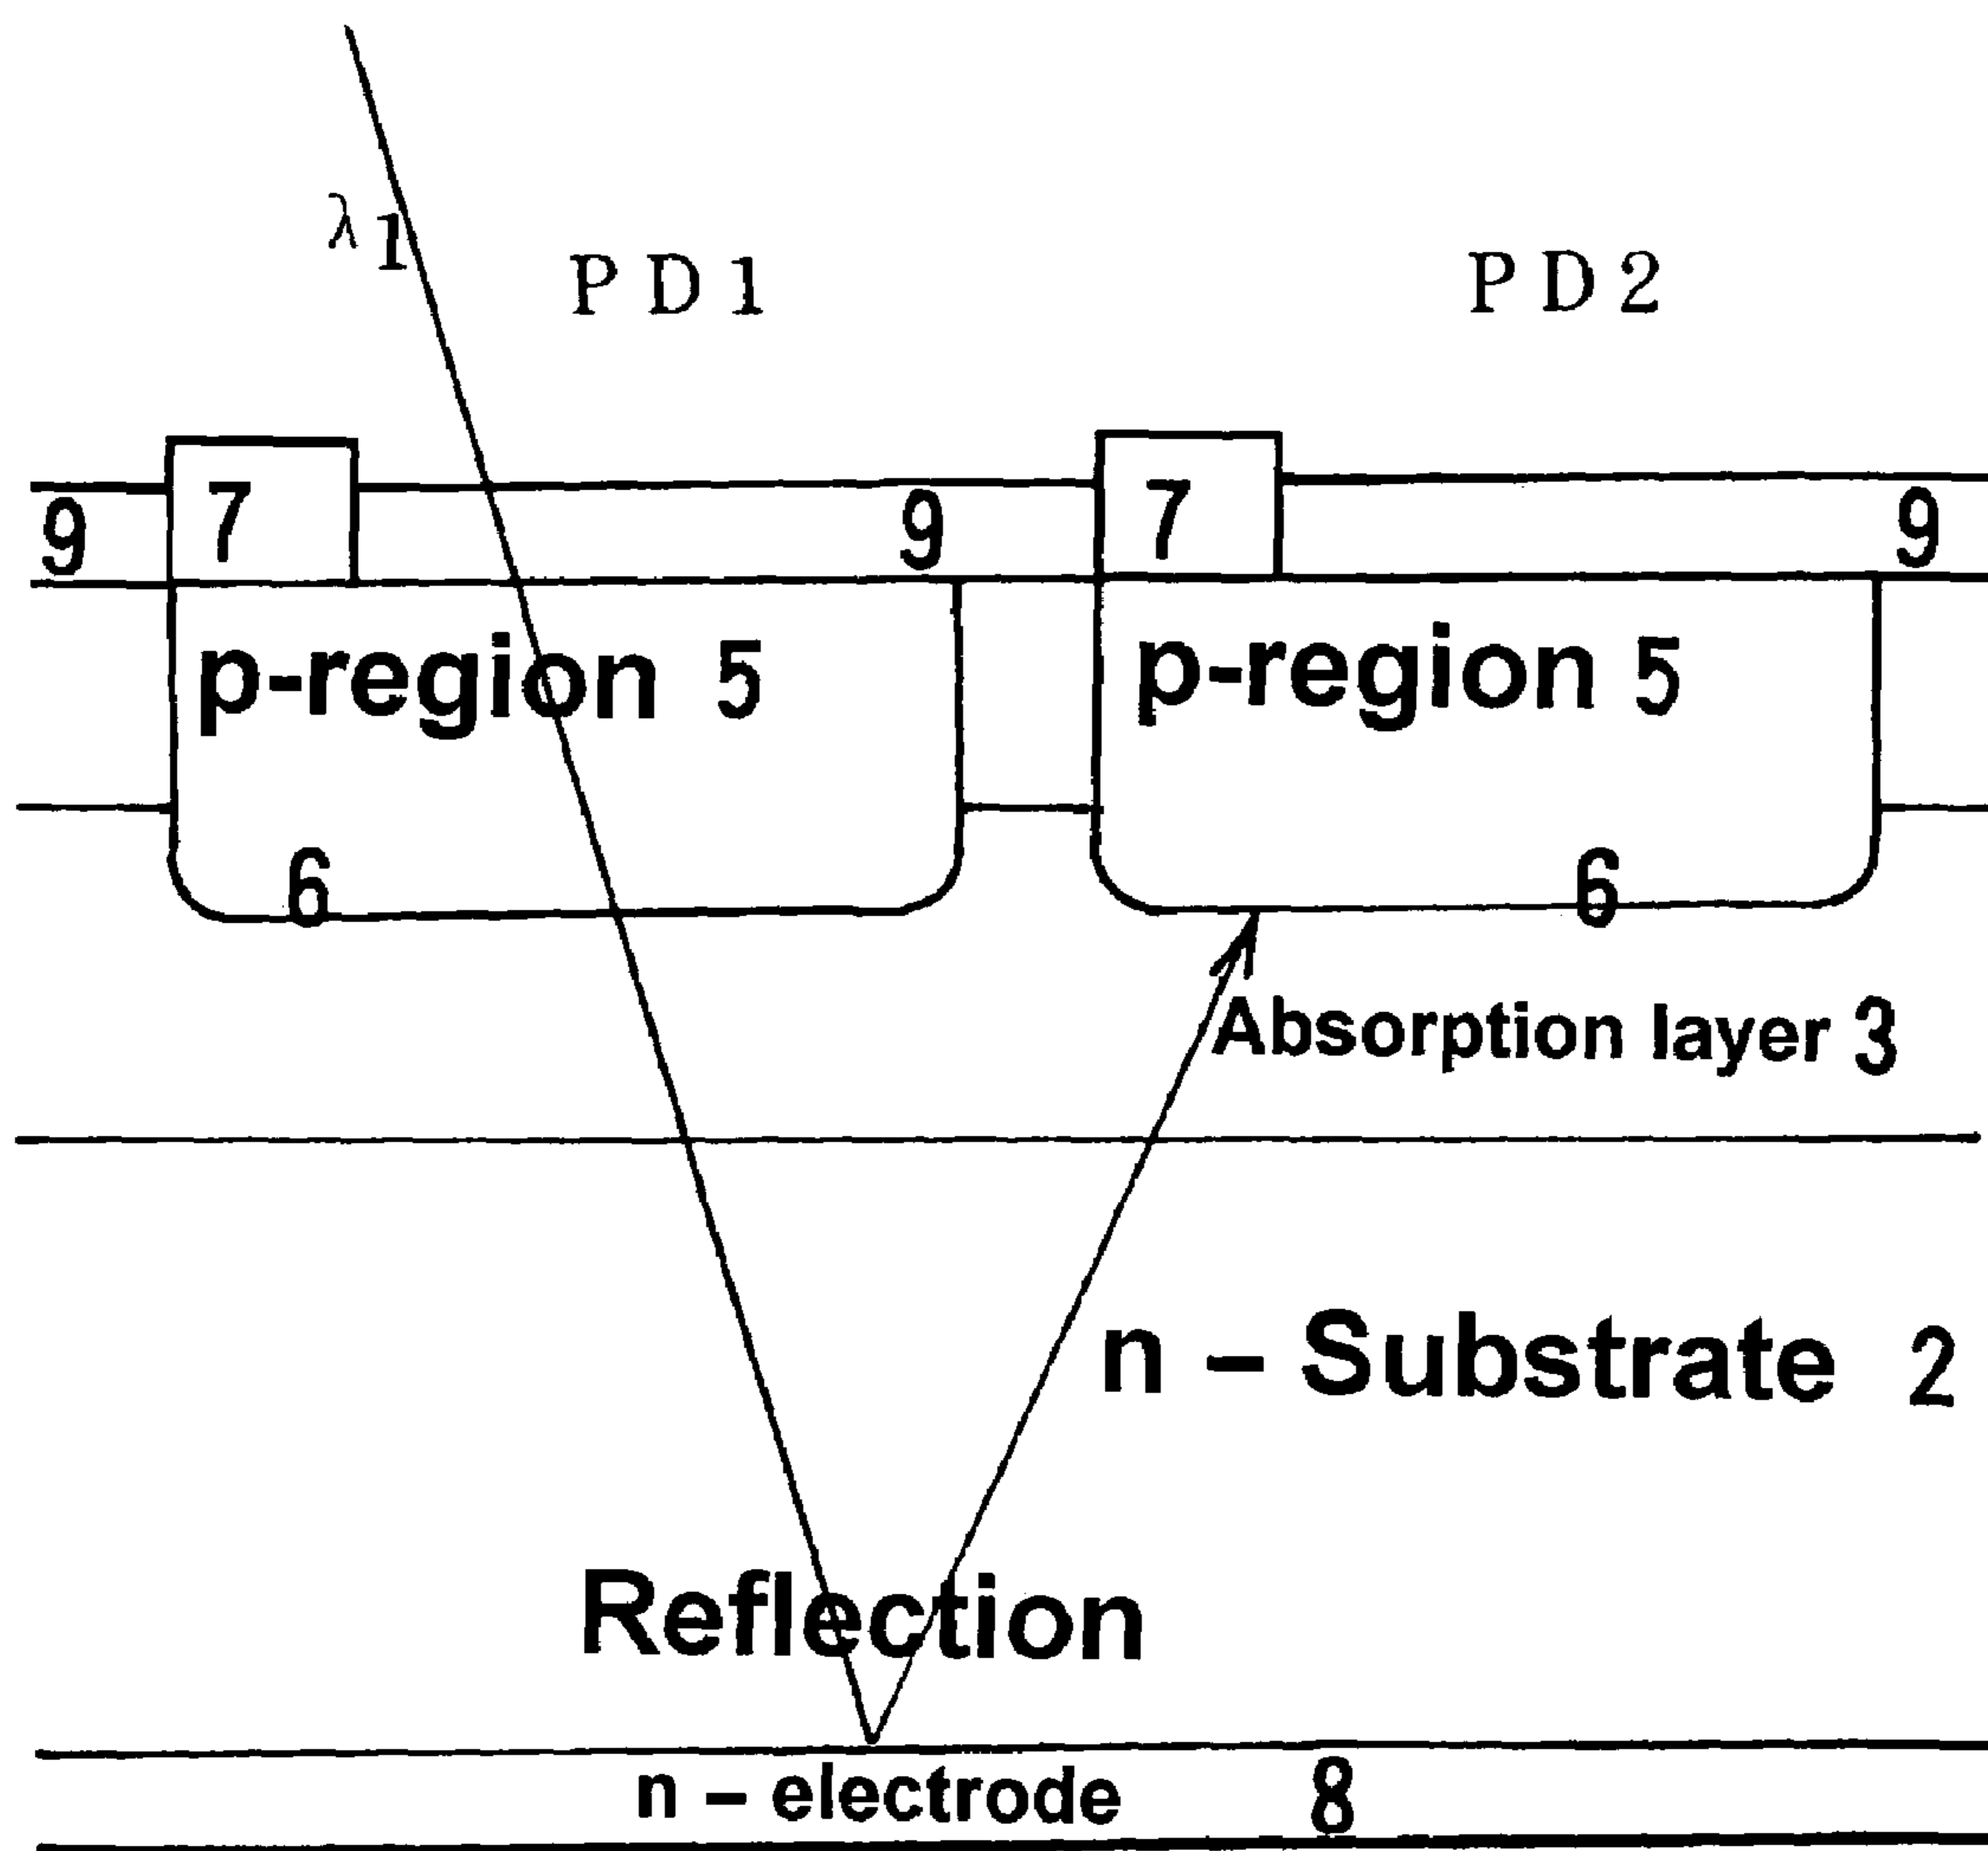 λ1
PD1 PD2
7 7
9 9 9
p-region 5 p-region 5
6 6
Absorption layer 3
n – Substrate 2
Reflection
n – electrode 8